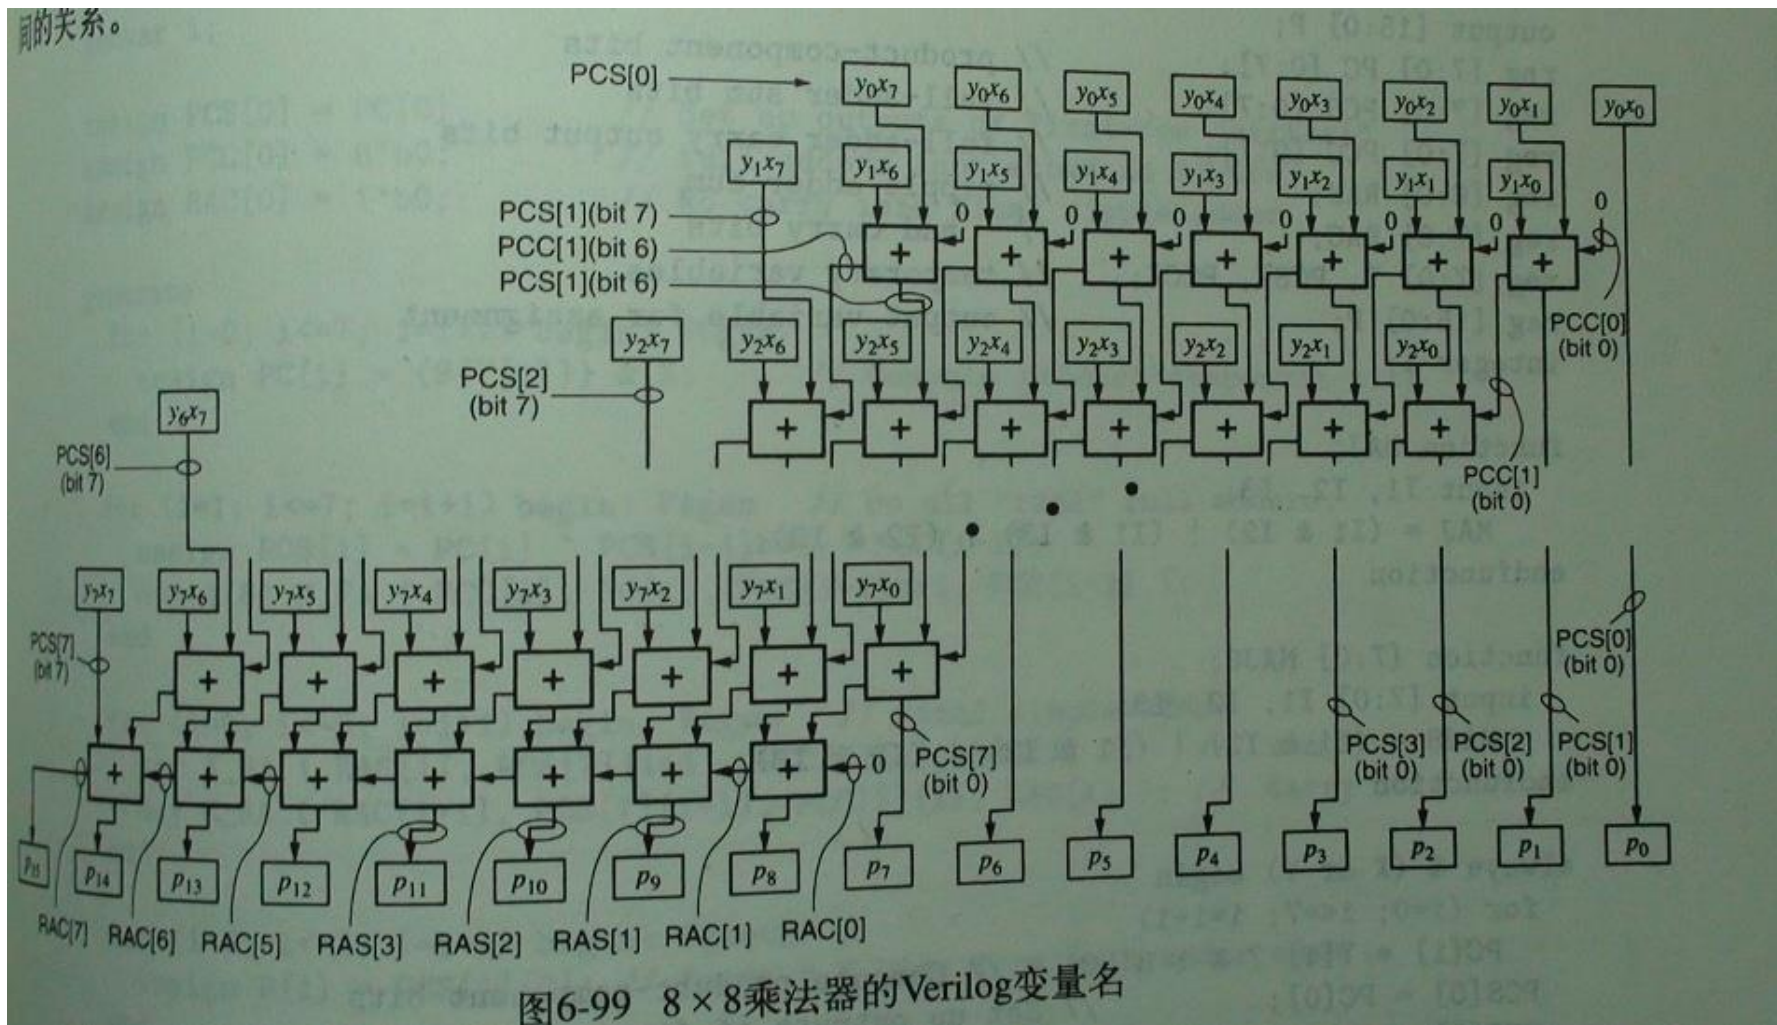 间的关系。
PCS[0]
y₀x₇ y₀x₆ y₀x₅ y₀x₄ y₀x₃ y₀x₂ y₀x₁ y₀x₀
y₁x₇ y₁x₆ y₁x₅ y₁x₄ y₁x₃ y₁x₂ y₁x₁ y₁x₀
PCS[1](bit 7) 0 0 0 0 0 0 0
PCC[1](bit 6) + + + + + + +
PCS[1](bit 6)
PCC[0]
(bit 0)
y₂x₇ y₂x₆ y₂x₅ y₂x₄ y₂x₃ y₂x₂ y₂x₁ y₂x₀
PCS[2]
(bit 7)
+ + + + + + +
y₆x₇
PCS[6]
(bit 7)
PCC[1]
(bit 0)
y₇x₇ y₇x₆ y₇x₅ y₇x₄ y₇x₃ y₇x₂ y₇x₁ y₇x₀
PCS[7]
(bit 7)
+ + + + + + +
PCS[0]
(bit 0)
PCS[7]
(bit 0)
PCS[3]
(bit 0)
PCS[2]
(bit 0)
PCS[1]
(bit 0)
+ + + + + + + 0
p₁₅ p₁₄ p₁₃ p₁₂ p₁₁ p₁₀ p₉ p₈ p₇ p₆ p₅ p₄ p₃ p₂ p₁ p₀
RAC[7] RAC[6] RAC[5] RAS[3] RAS[2] RAS[1] RAC[1] RAC[0]
图6-99 8×8乘法器的Verilog变量名